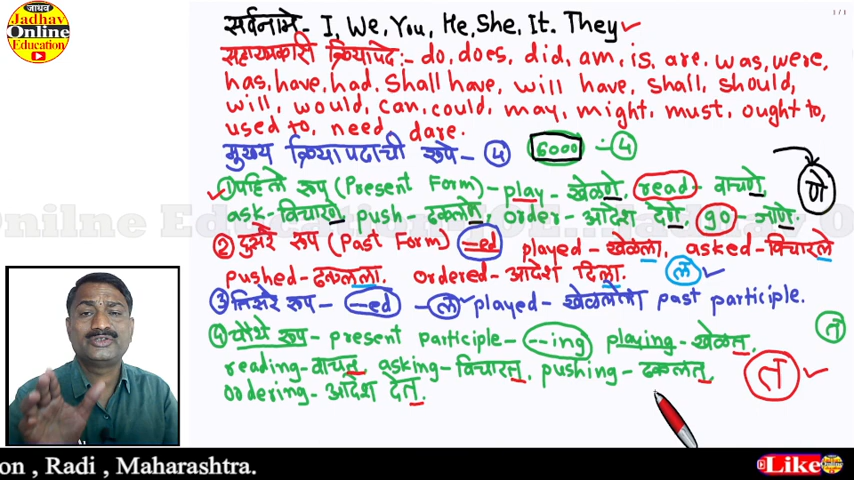 जाधव
Jadhav
Online
Education
1/1
सर्वनामे- I, We, You, He, She, It. They
सहाय्यकारी क्रियापदे:- do, does, did, am, is, are. was, were,
has, have, had. Shall have, will have, shall, should,
will, would, can, could, may, might, must, ought to,
used to, need, dare.
मुख्य क्रियापदाची रूपे- ४ 6000 ÷ ४
① पहिले रूप (Present Form) - play - खेळणे, read - वाचणे, णे
ask - विचारणे, push - ढकलणे, order - आदेश देणे, go - जाणे.
② दुसरे रूप (Past Form) --ed played - खेळला, asked - विचारले
pushed - ढकलला. ordered - आदेश दिला. ले
③ तिसरे रूप - --ed - ले played - खेळलेला past participle.
④ चौथे रूप - present participle - --ing playing - खेळत, त
reading - वाचत, asking - विचारत, pushing - ढकलत, त
ordering - आदेश देत.
on , Radi , Maharashtra.
Like